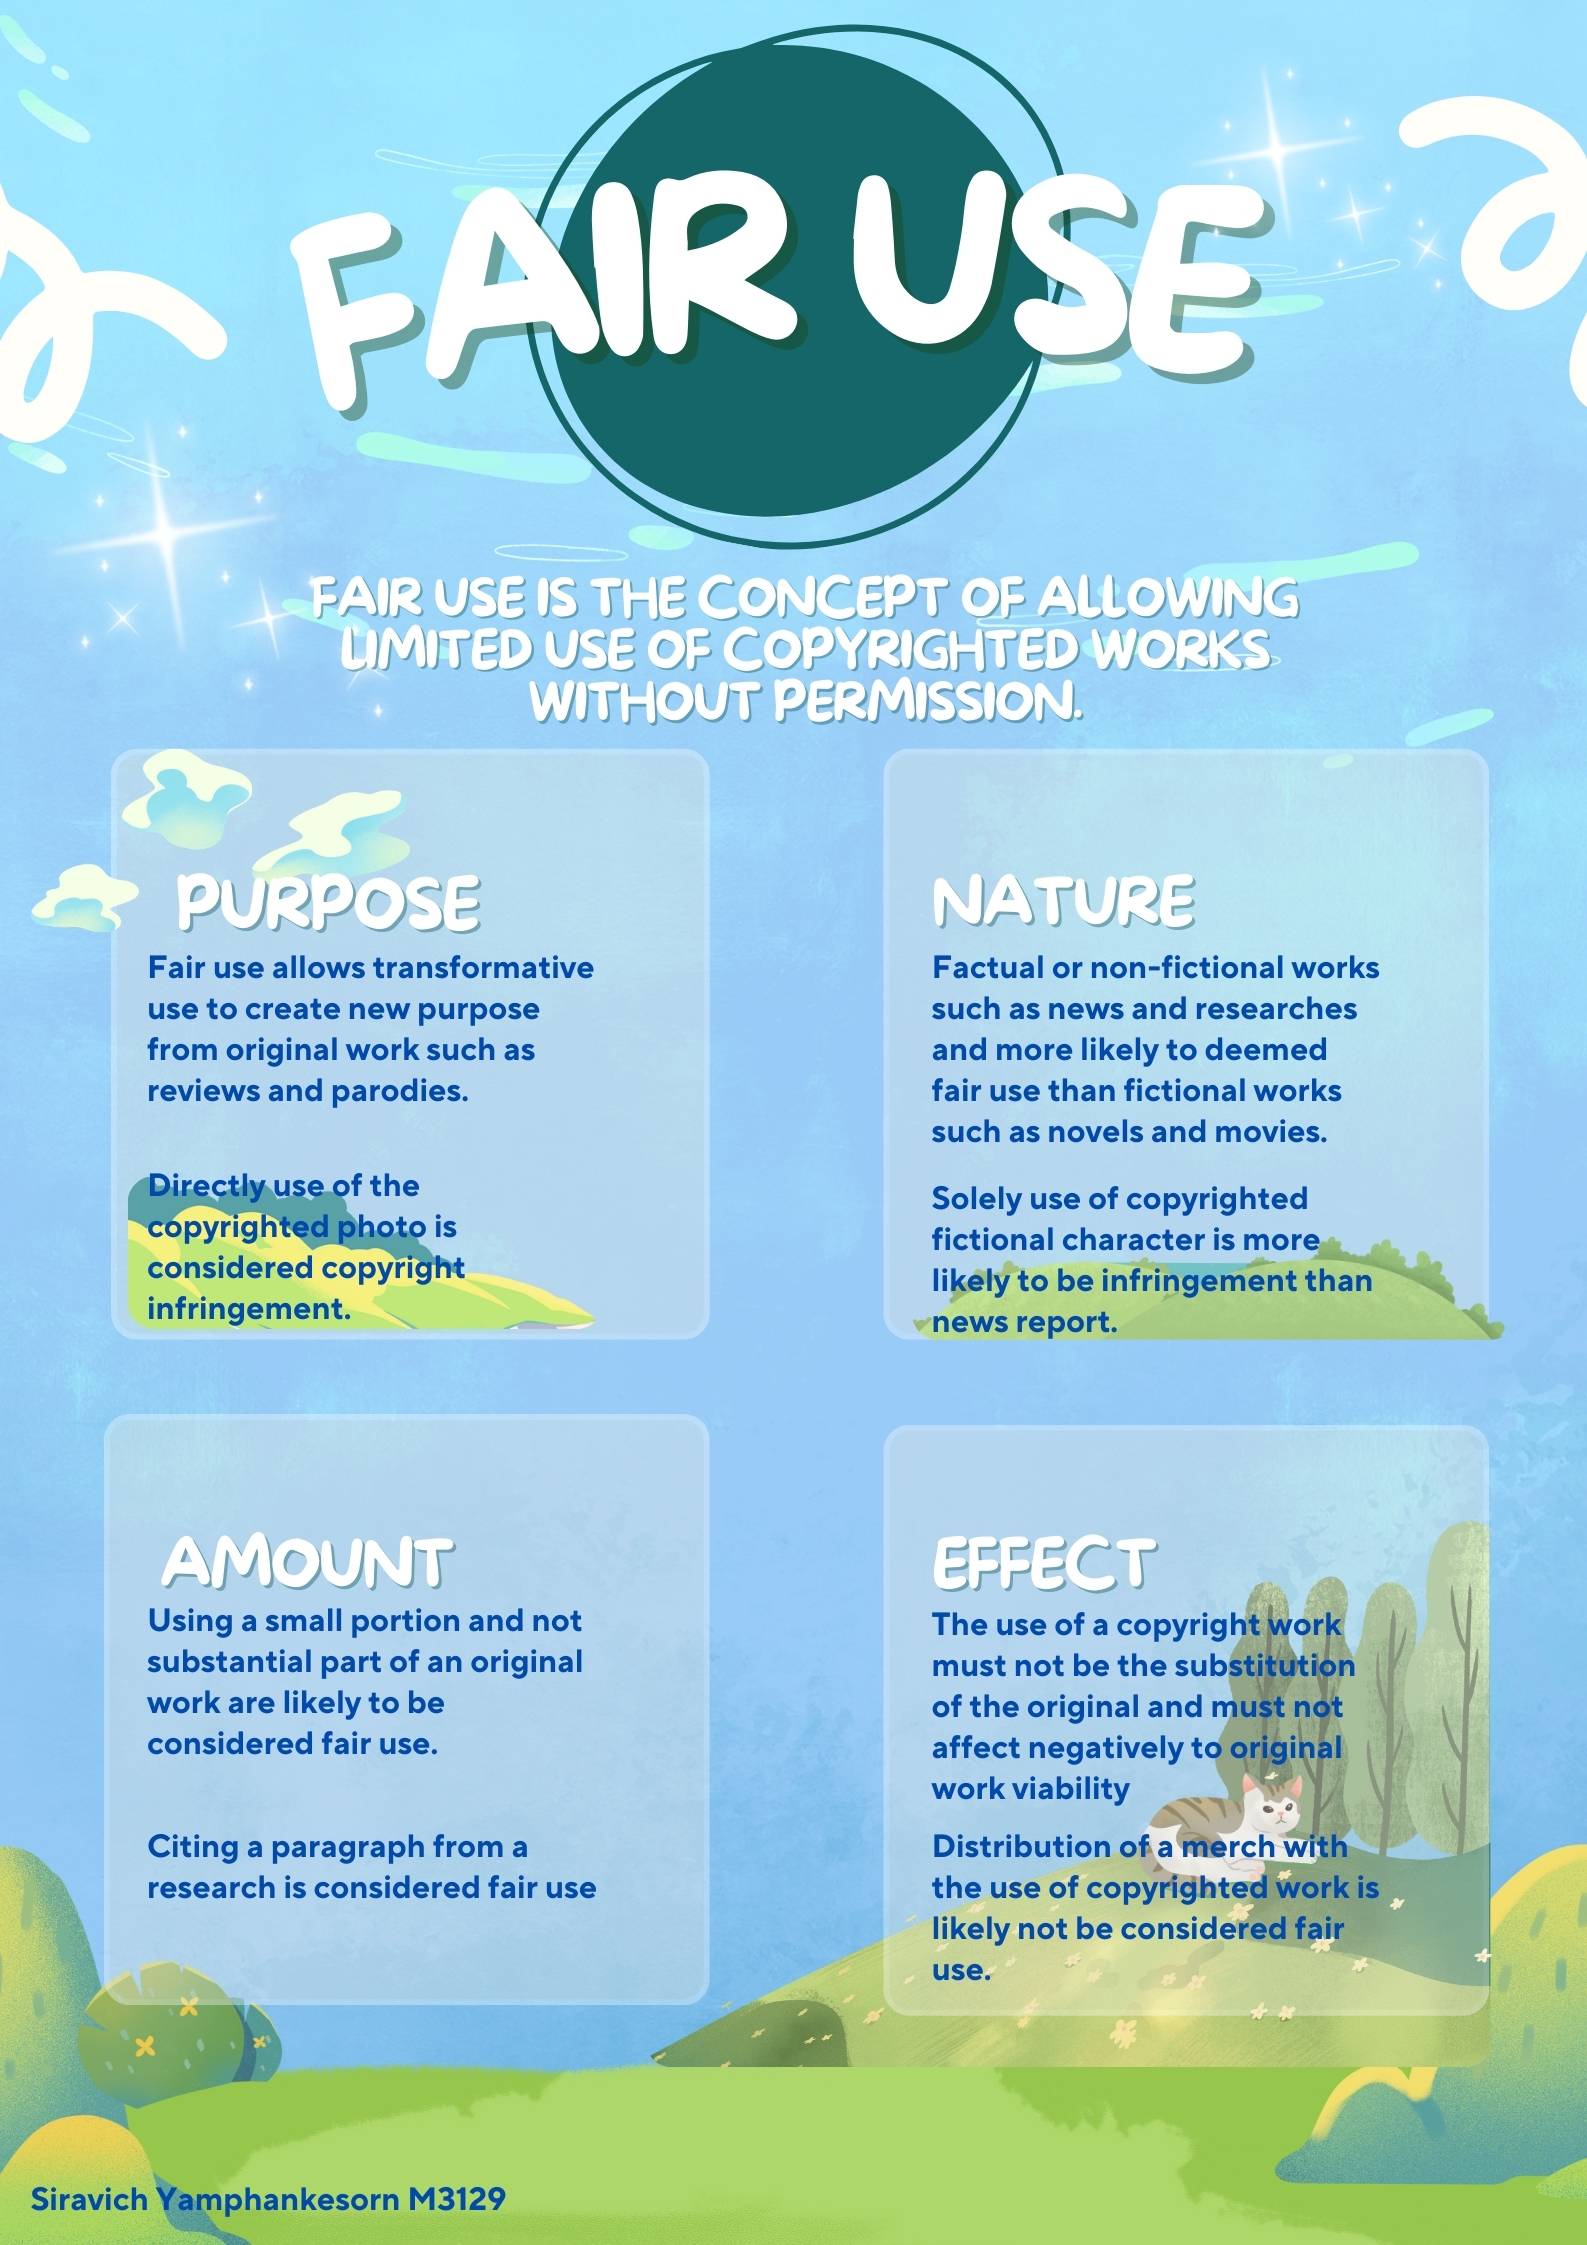 FAIR USE
FAIR USE IS THE CONCEPT OF ALLOWING
LIMITED USE OF COPYRIGHTED WORKS
WITHOUT PERMISSION.
PURPOSE
Fair use allows transformative
use to create new purpose
from original work such as
reviews and parodies.
Directly use of the
copyrighted photo is
considered copyright
infringement.
NATURE
Factual or non-fictional works
such as news and researches
and more likely to deemed
fair use than fictional works
such as novels and movies.
Solely use of copyrighted
fictional character is more
likely to be infringement than
news report.
AMOUNT
Using a small portion and not
substantial part of an original
work are likely to be
considered fair use.
Citing a paragraph from a
research is considered fair use
EFFECT
The use of a copyright work
must not be the substitution
of the original and must not
affect negatively to original
work viability
Distribution of a merch with
the use of copyrighted work is
likely not be considered fair
use.
Siravich Yamphankesorn M3129